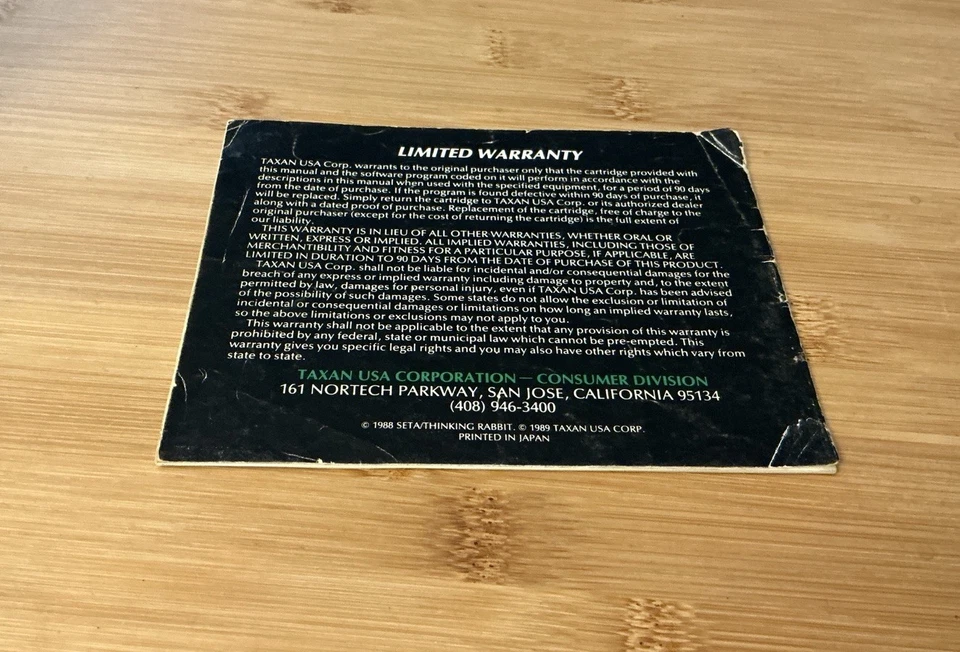 LIMITED WARRANTY
TAXAN USA Corp. warrants to the original purchaser only that the cartridge provided with
this manual and the software program coded on it will perform in accordance with the
descriptions in this manual when used with the specified equipment, for a period of 90 days
from the date of purchase. If the program is found defective within 90 days of purchase, it
will be replaced. Simply return the cartridge to TAXAN USA Corp. or its authorized dealer
along with a dated proof of purchase. Replacement of the cartridge, free of charge to the
original purchaser (except for the cost of returning the cartridge) is the full extent of
our liability.
THIS WARRANTY IS IN LIEU OF ALL OTHER WARRANTIES, WHETHER ORAL OR
WRITTEN, EXPRESS OR IMPLIED. ALL IMPLIED WARRANTIES, INCLUDING THOSE OF
MERCHANTIBILITY AND FITNESS FOR A PARTICULAR PURPOSE, IF APPLICABLE, ARE
LIMITED IN DURATION TO 90 DAYS FROM THE DATE OF PURCHASE OF THIS PRODUCT.
TAXAN USA Corp. shall not be liable for incidental and/or consequential damages for the
breach of any express or implied warranty including damage to property and, to the extent
permitted by law, damages for personal injury, even if TAXAN USA Corp. has been advised
of the possibility of such damages. Some states do not allow the exclusion or limitation of
incidental or consequential damages or limitations on how long an implied warranty lasts,
so the above limitations or exclusions may not apply to you.
This warranty shall not be applicable to the extent that any provision of this warranty is
prohibited by any federal, state or municipal law which cannot be pre-empted. This
warranty gives you specific legal rights and you may also have other rights which vary from
state to state.
TAXAN USA CORPORATION — CONSUMER DIVISION
161 NORTECH PARKWAY, SAN JOSE, CALIFORNIA 95134
(408) 946-3400
© 1988 SETA/THINKING RABBIT. © 1989 TAXAN USA CORP.
PRINTED IN JAPAN